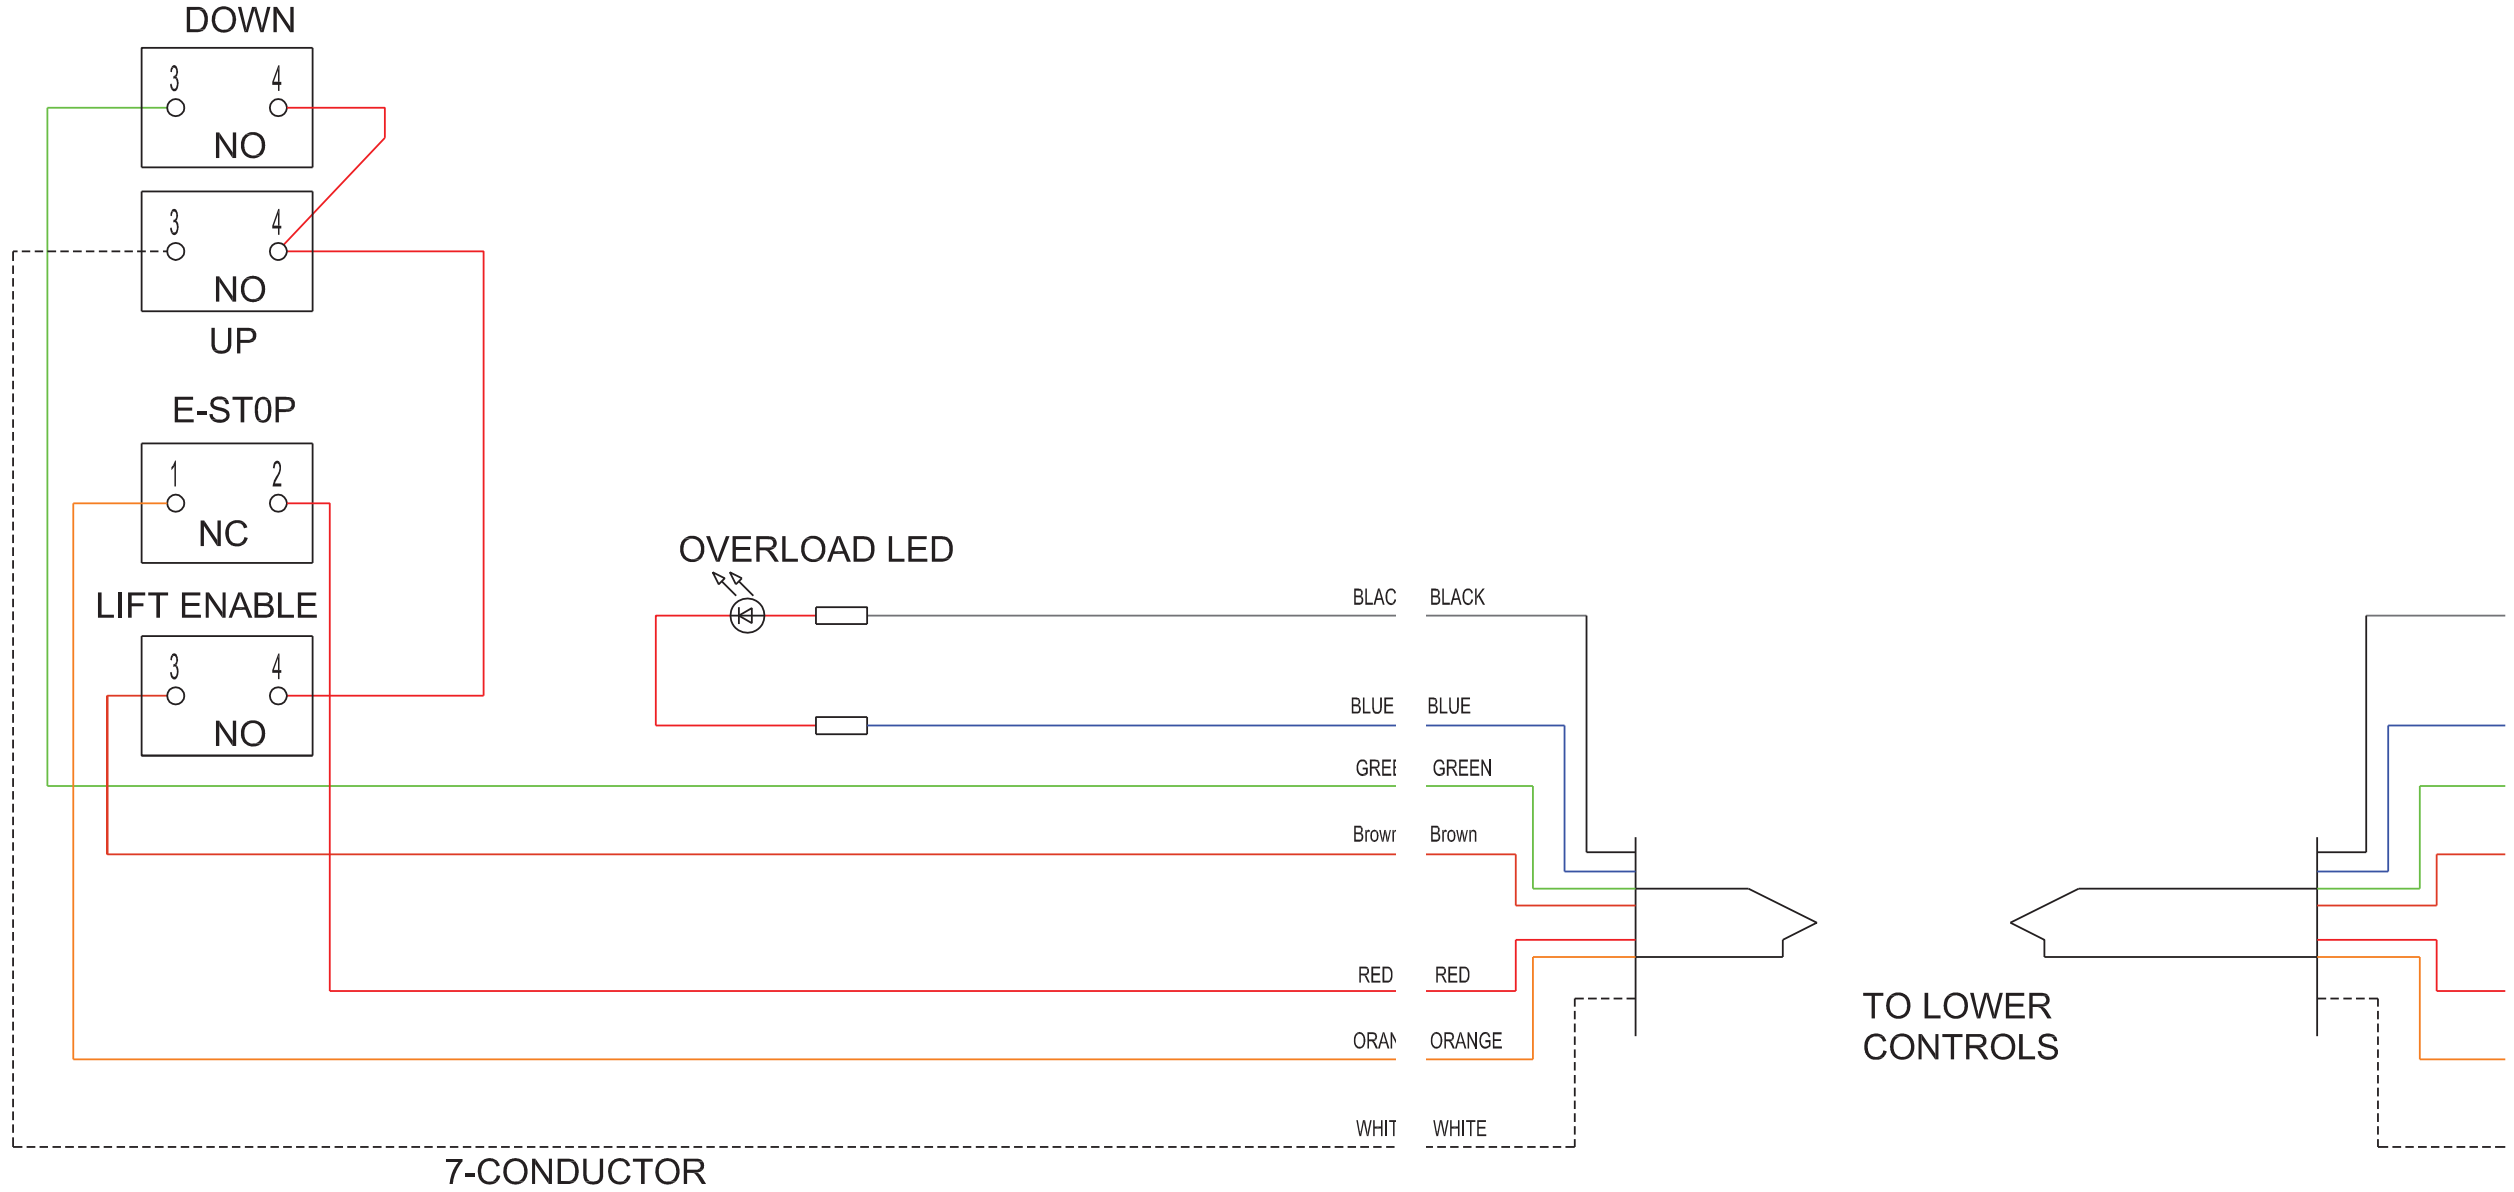 DOWN
3 4
NO
3 4
NO
UP
E-ST0P
1 2
NC
LIFT ENABLE
3 4
NO
OVERLOAD LED
BLAC BLACK
BLUE BLUE
GREE GREEN
Brown Brown
RED RED
ORAN ORANGE
WHIT WHITE
TO LOWER
CONTROLS
7-CONDUCTOR